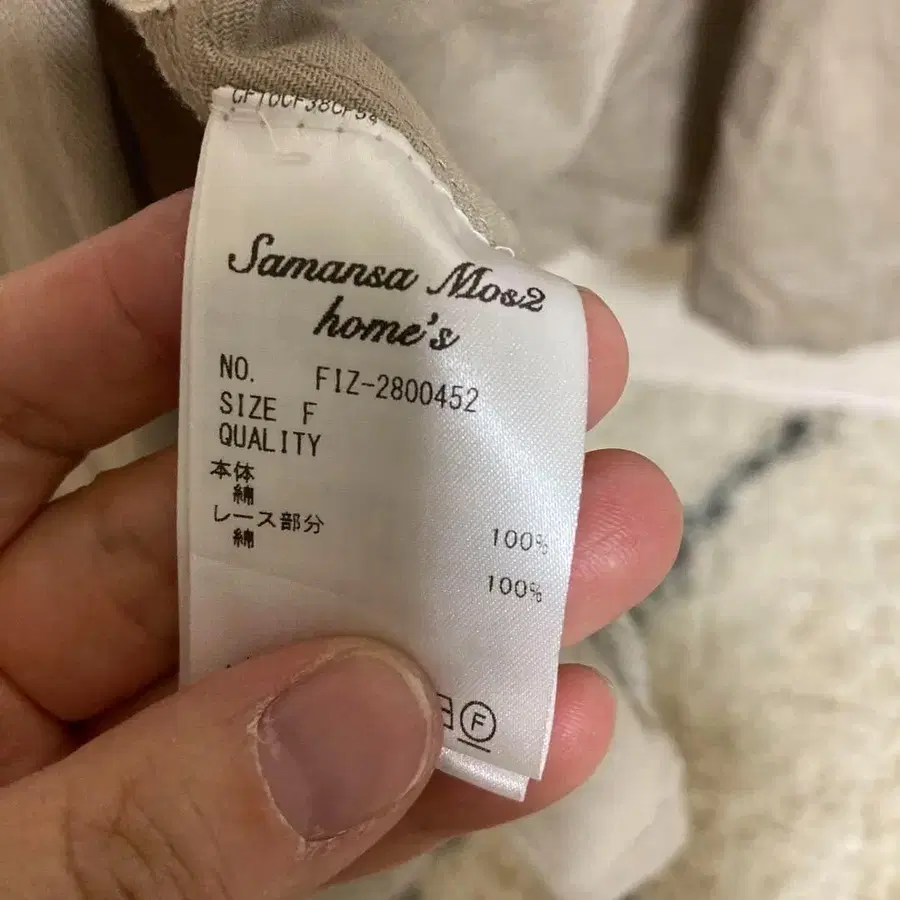 Samansa Mos2
home's
NO. FIZ-2800452
SIZE F
QUALITY
本体
綿 100%
レース部分
綿 100%
F